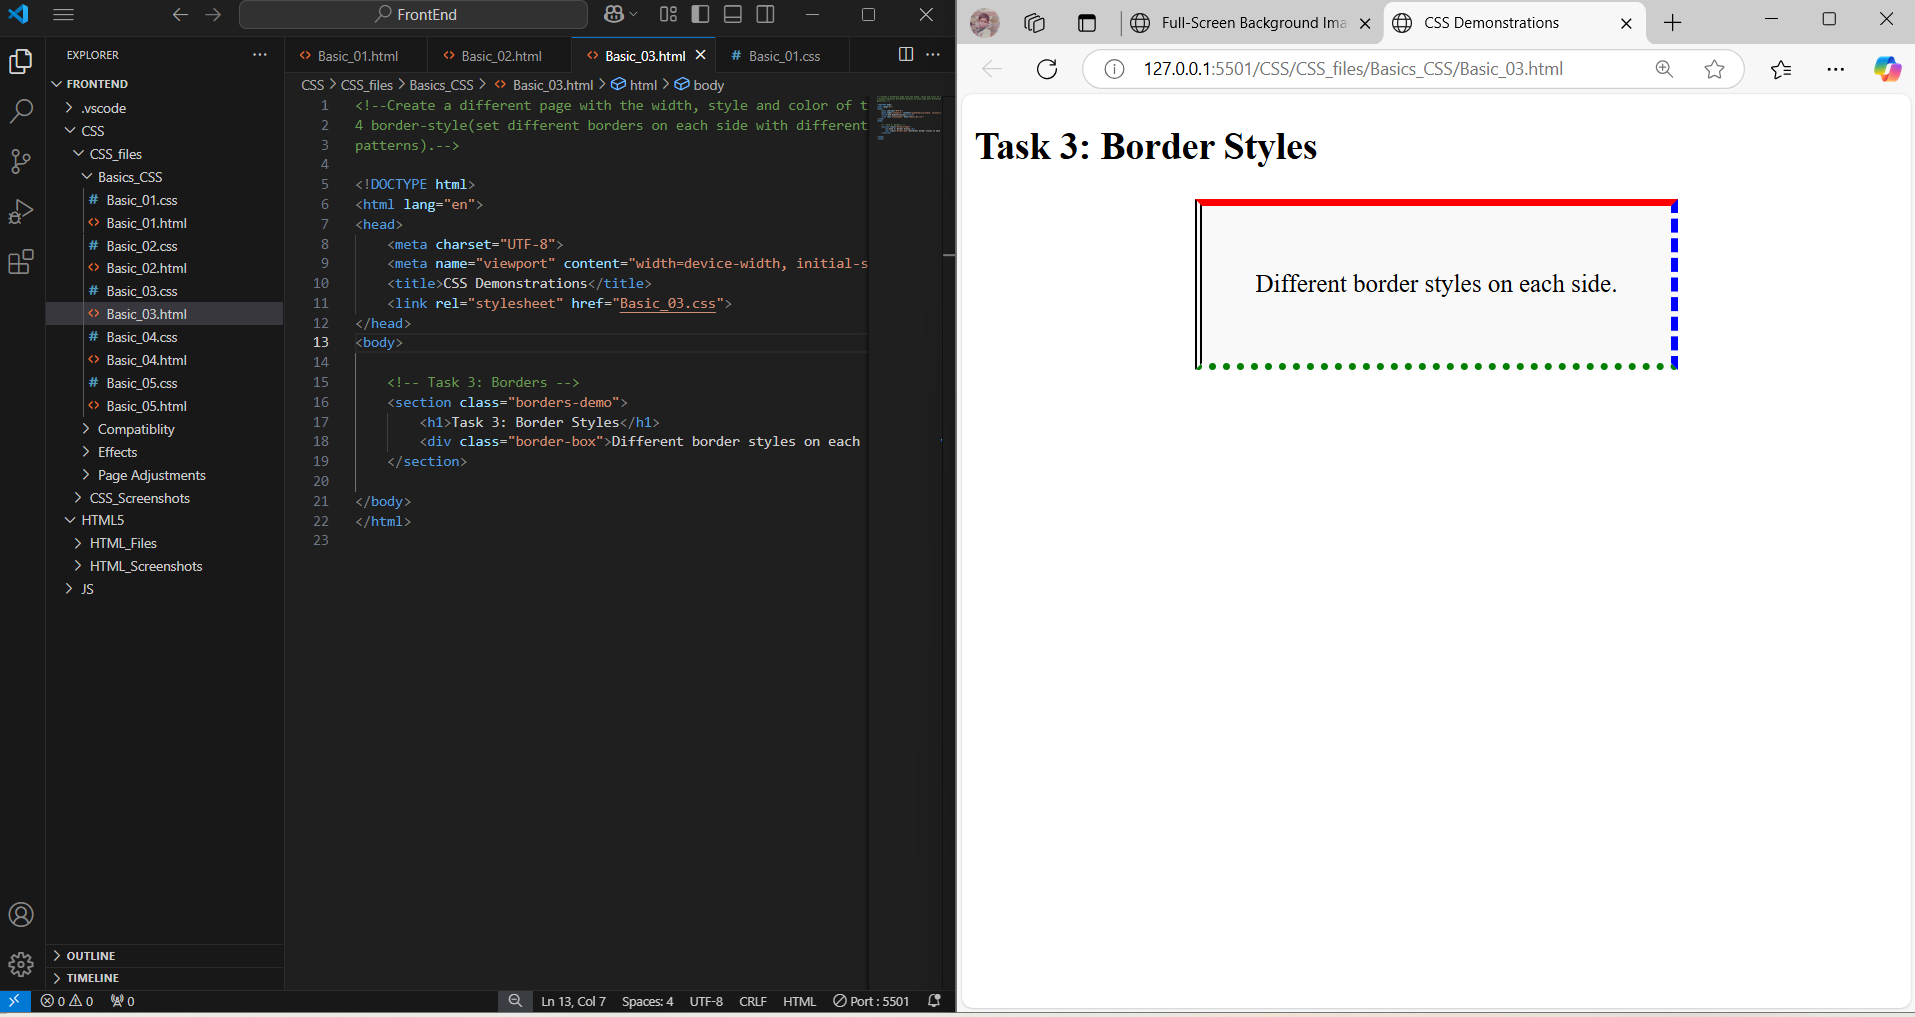 FrontEnd
EXPLORER
FRONTEND
.vscode
CSS
CSS_files
Basics_CSS
# Basic_01.css
<> Basic_01.html
# Basic_02.css
<> Basic_02.html
# Basic_03.css
<> Basic_03.html
# Basic_04.css
<> Basic_04.html
# Basic_05.css
<> Basic_05.html
Compatiblity
Effects
Page Adjustments
CSS_Screenshots
HTML5
HTML_Files
HTML_Screenshots
JS
OUTLINE
TIMELINE
<> Basic_01.html <> Basic_02.html <> Basic_03.html # Basic_01.css
CSS > CSS_files > Basics_CSS > <> Basic_03.html > html > body
1 <!--Create a different page with the width, style and color of t
2 4 border-style(set different borders on each side with different
3 patterns).-->
4
5 <!DOCTYPE html>
6 <html lang="en">
7 <head>
8 <meta charset="UTF-8">
9 <meta name="viewport" content="width=device-width, initial-s
10 <title>CSS Demonstrations</title>
11 <link rel="stylesheet" href="Basic_03.css">
12 </head>
13 <body>
14
15 <!-- Task 3: Borders -->
16 <section class="borders-demo">
17 <h1>Task 3: Border Styles</h1>
18 <div class="border-box">Different border styles on each
19 </section>
20
21 </body>
22 </html>
23
0 0 0
Ln 13, Col 7 Spaces: 4 UTF-8 CRLF HTML Port : 5501
Full-Screen Background Ima
CSS Demonstrations
127.0.0.1:5501/CSS/CSS_files/Basics_CSS/Basic_03.html
Task 3: Border Styles
Different border styles on each side.